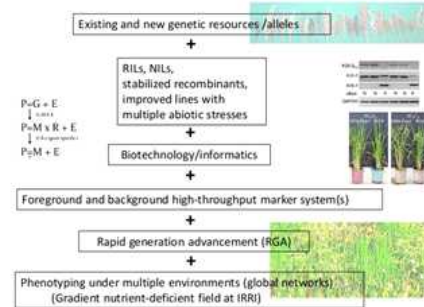 Existing and new genetic resources /alleles
+
RILs, NILs,
stabilized recombinants,
improved lines with
multiple abiotic stresses
P=G + E
P=M x R + E
P=M + E
+
Biotechnology/informatics
+
Foreground and background high-throughput marker system(s)
+
Rapid generation advancement (RGA)
+
Phenotyping under multiple environments (global networks)
(Gradient nutrient-deficient field at IRRI)